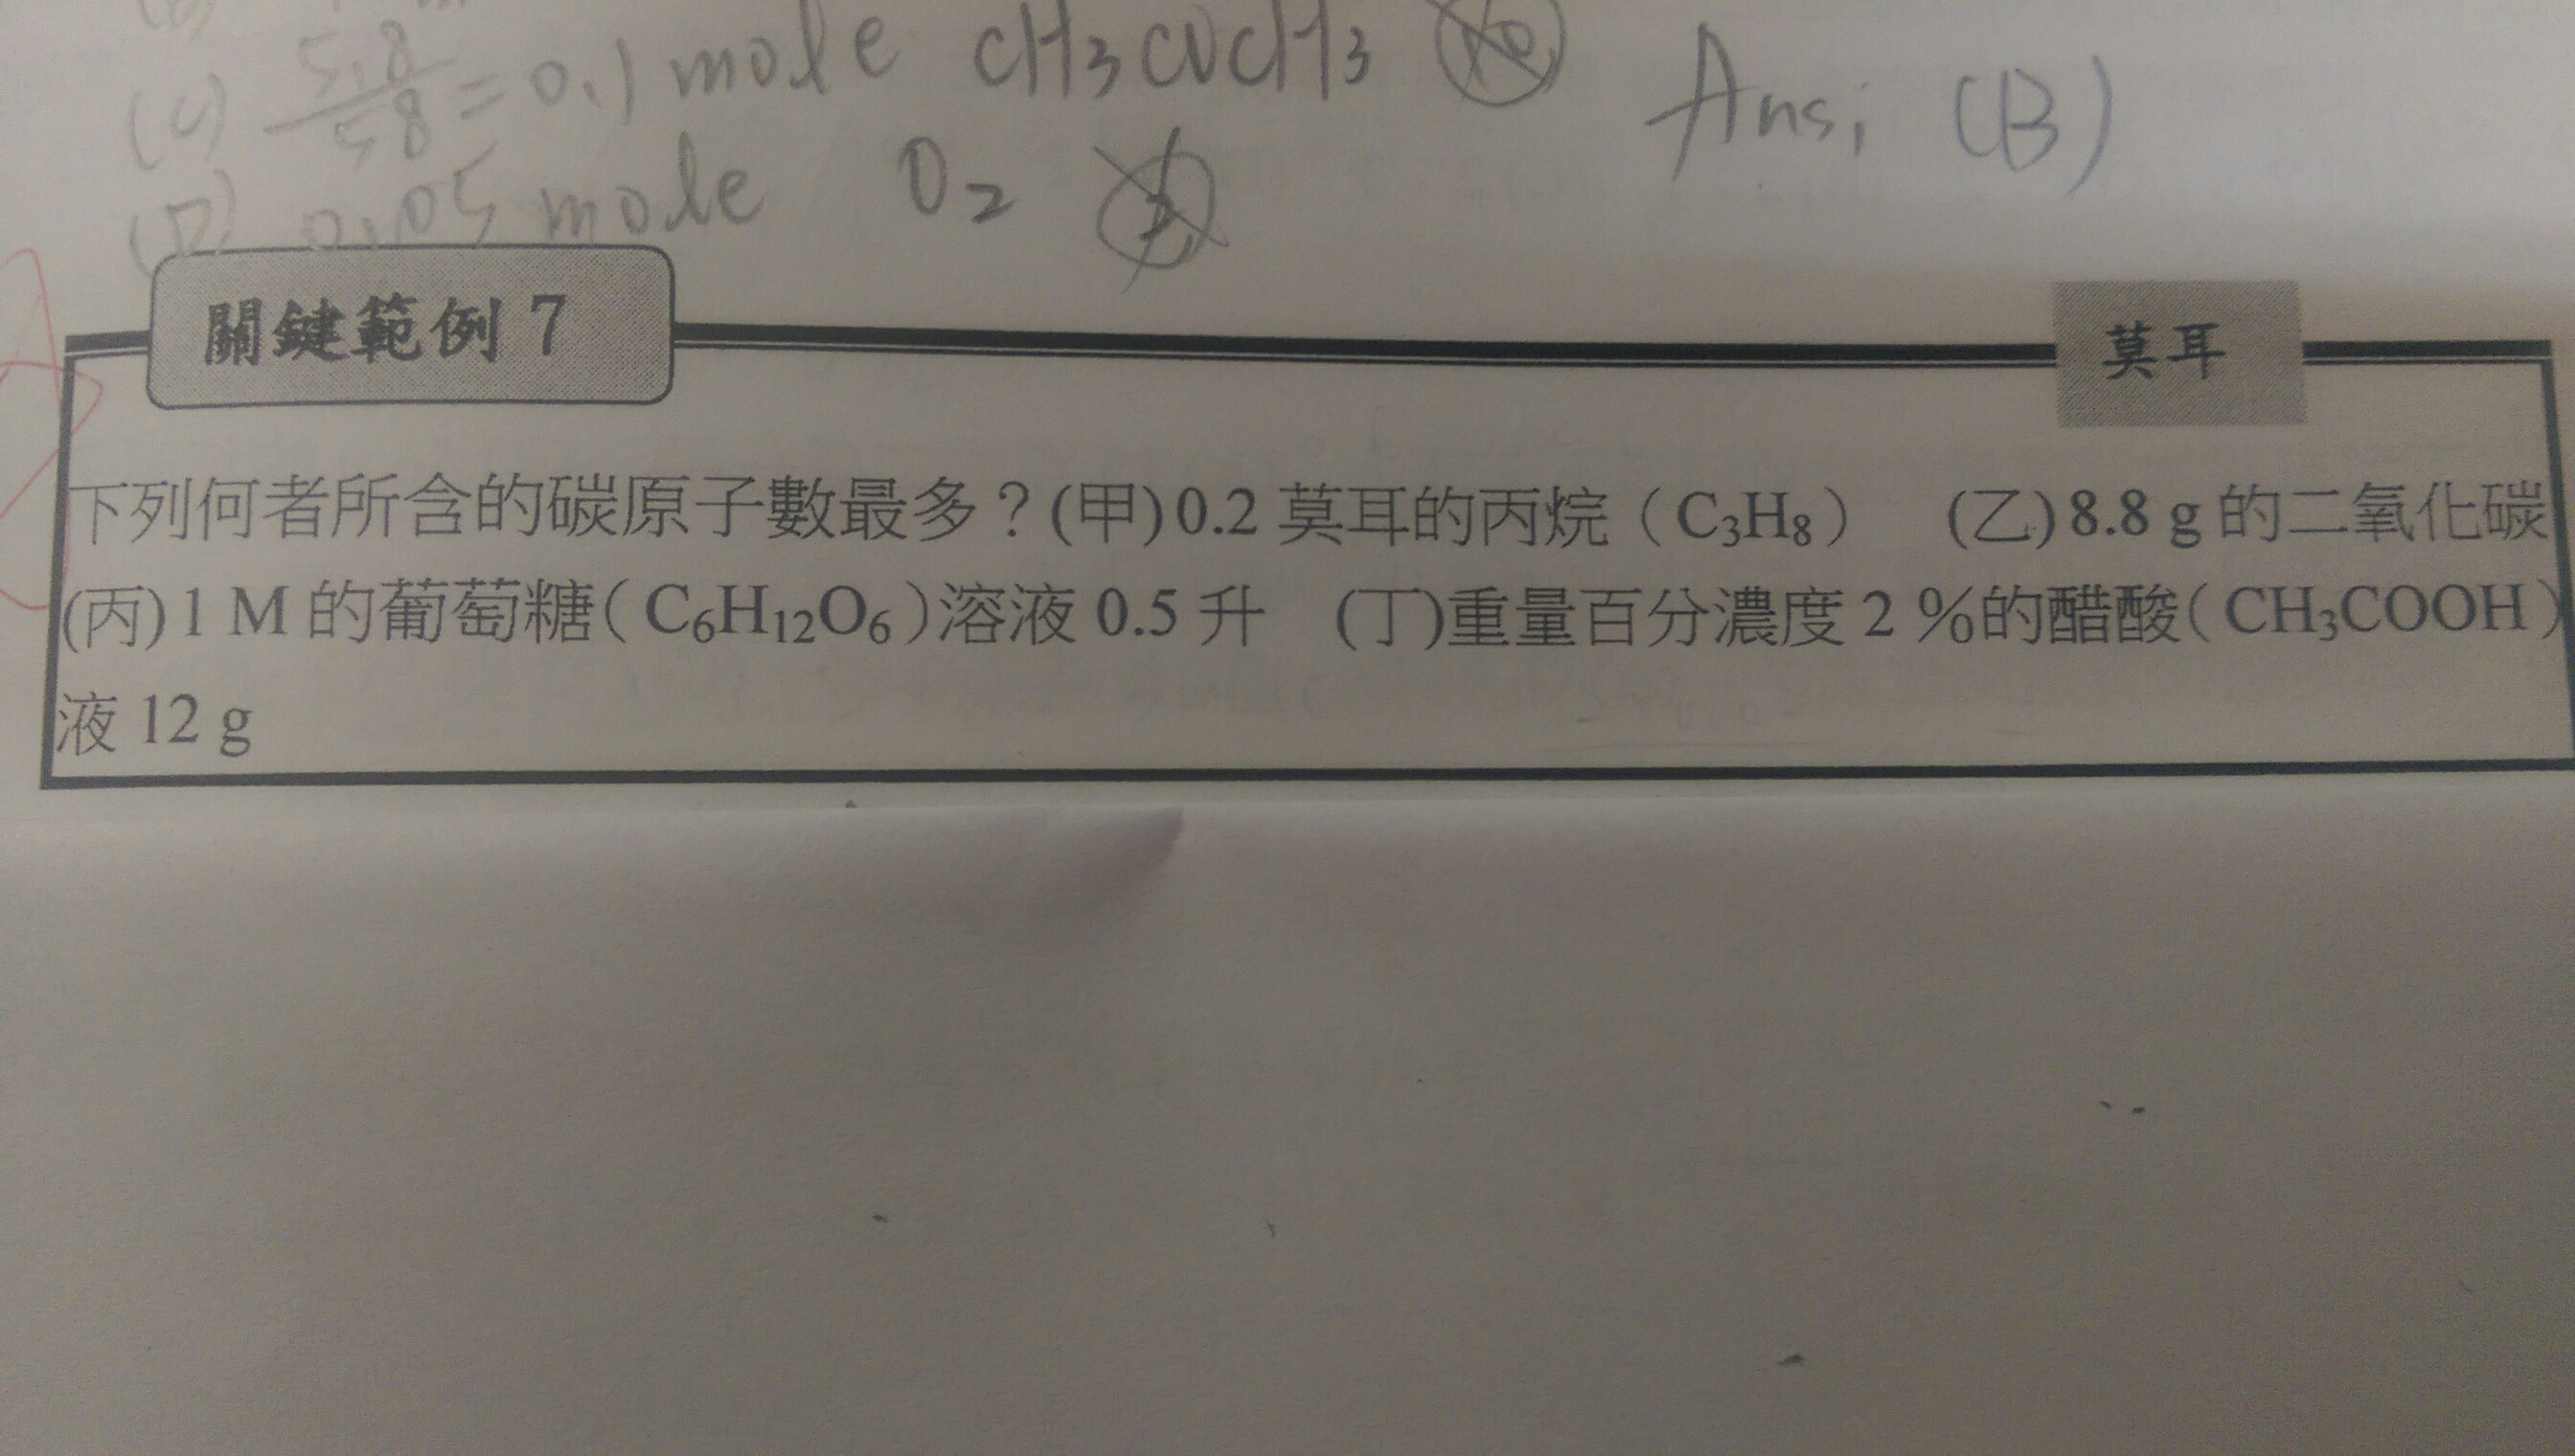 (C) 5.8/58 = 0.1 mole CH3COCH3
Ans: (B)
(D) 0.05 mole O2
關鍵範例 7
莫耳
下列何者所含的碳原子數最多？(甲) 0.2 莫耳的丙烷（C₃H₈） (乙) 8.8 g 的二氧化碳
(丙) 1 M 的葡萄糖（C₆H₁₂O₆）溶液 0.5 升 (丁)重量百分濃度 2 %的醋酸（CH₃COOH）
液 12 g